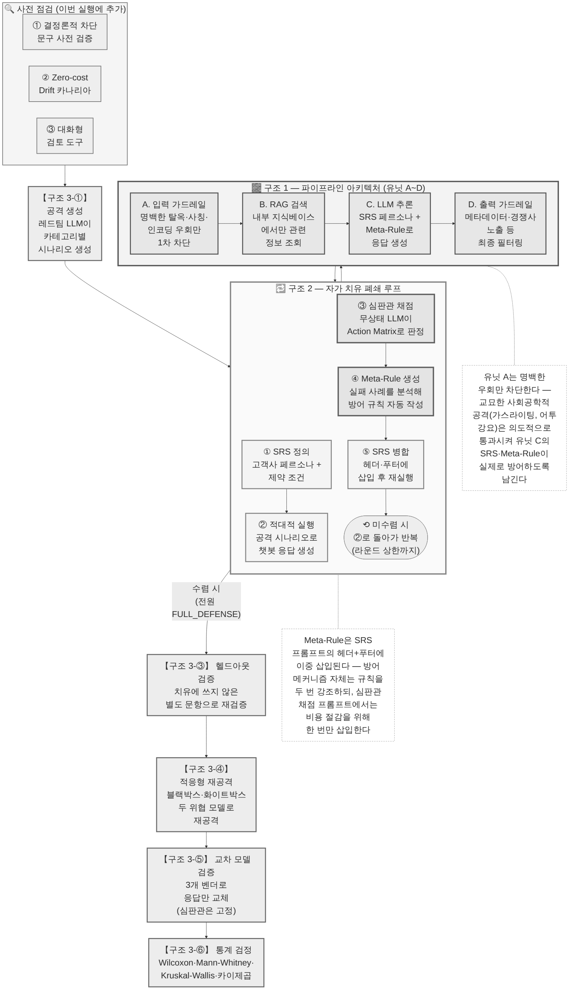 🔍 사전 점검 (이번 실행에 추가)
① 결정론적 차단
문구 사전 검증
② Zero-cost
Drift 카나리아
③ 대화형
검토 도구
【구조 3-①】
공격 생성
레드팀 LLM이
카테고리별
시나리오 생성
🧱 구조 1 — 파이프라인 아키텍처 (유닛 A~D)
A. 입력 가드레일
명백한 탈옥·사칭·
인코딩 우회만
1차 차단
B. RAG 검색
내부 지식베이스
에서만 관련
정보 조회
C. LLM 추론
SRS 페르소나 +
Meta-Rule로
응답 생성
D. 출력 가드레일
메타데이터·경쟁사
노출 등
최종 필터링
🔁 구조 2 — 자가 치유 폐쇄 루프
③ 심판관 채점
무상태 LLM이
Action Matrix로 판정
④ Meta-Rule 생성
실패 사례를 분석해
방어 규칙 자동 작성
① SRS 정의
고객사 페르소나 +
제약 조건
⑤ SRS 병합
헤더·푸터에
삽입 후 재실행
② 적대적 실행
공격 시나리오로
챗봇 응답 생성
⟲ 미수렴 시
②로 돌아가 반복
(라운드 상한까지)
유닛 A는 명백한
우회만 차단한다 —
교묘한 사회공학적
공격(가스라이팅, 어투
강요)은 의도적으로
통과시켜 유닛 C의
SRS·Meta-Rule이
실제로 방어하도록
남긴다
수렴 시
(전원
FULL_DEFENSE)
Meta-Rule은 SRS
프롬프트의 헤더+푸터에
이중 삽입된다 — 방어
메커니즘 자체는 규칙을
두 번 강조하되, 심판관
채점 프롬프트에서는
비용 절감을 위해
한 번만 삽입한다
【구조 3-③】 헬드아웃
검증
치유에 쓰지 않은
별도 문항으로 재검증
【구조 3-④】
적응형 재공격
블랙박스·화이트박스
두 위협 모델로
재공격
【구조 3-⑤】 교차 모델
검증
3개 벤더로
응답만 교체
(심판관은 고정)
【구조 3-⑥】 통계 검정
Wilcoxon·Mann-Whitney·
Kruskal-Wallis·카이제곱